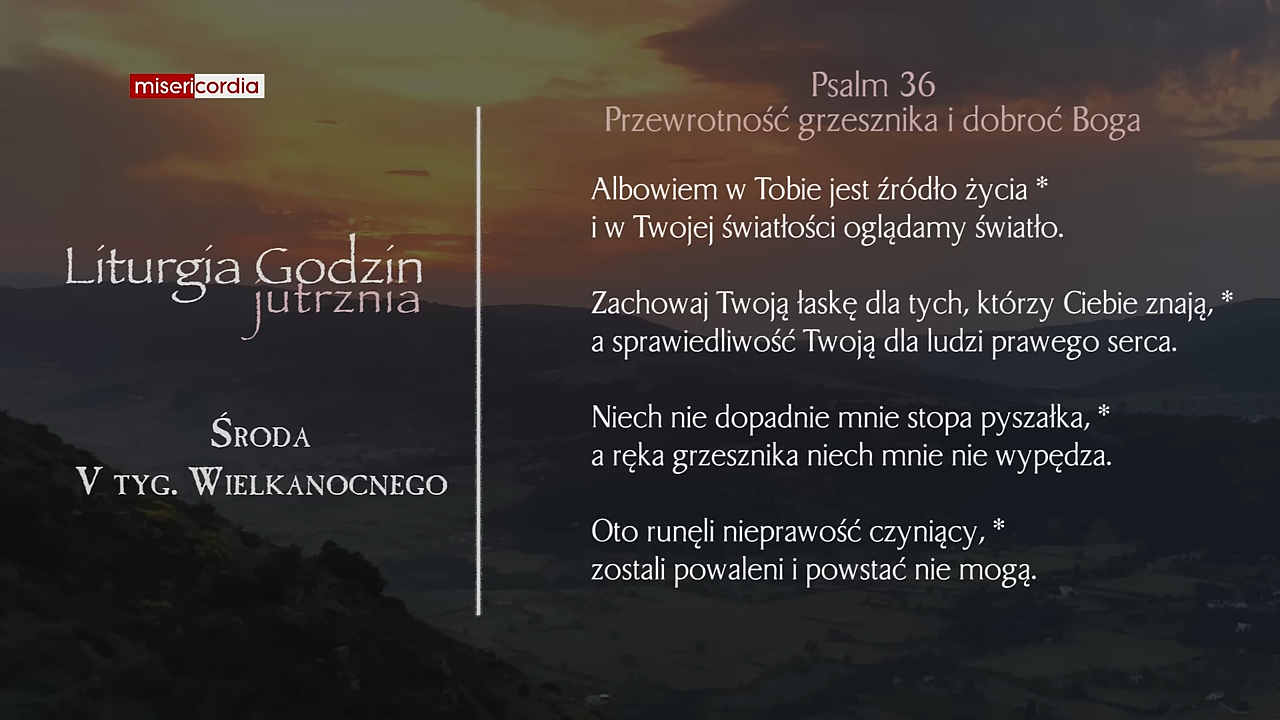 misericordia
Liturgia Godzin
jutrznia
Środa
V tyg. Wielkanocnego
Psalm 36
Przewrotność grzesznika i dobroć Boga
Albowiem w Tobie jest źródło życia *
i w Twojej światłości oglądamy światło.
Zachowaj Twoją łaskę dla tych, którzy Ciebie znają, *
a sprawiedliwość Twoją dla ludzi prawego serca.
Niech nie dopadnie mnie stopa pyszałka, *
a ręka grzesznika niech mnie nie wypędza.
Oto runęli nieprawość czyniący, *
zostali powaleni i powstać nie mogą.